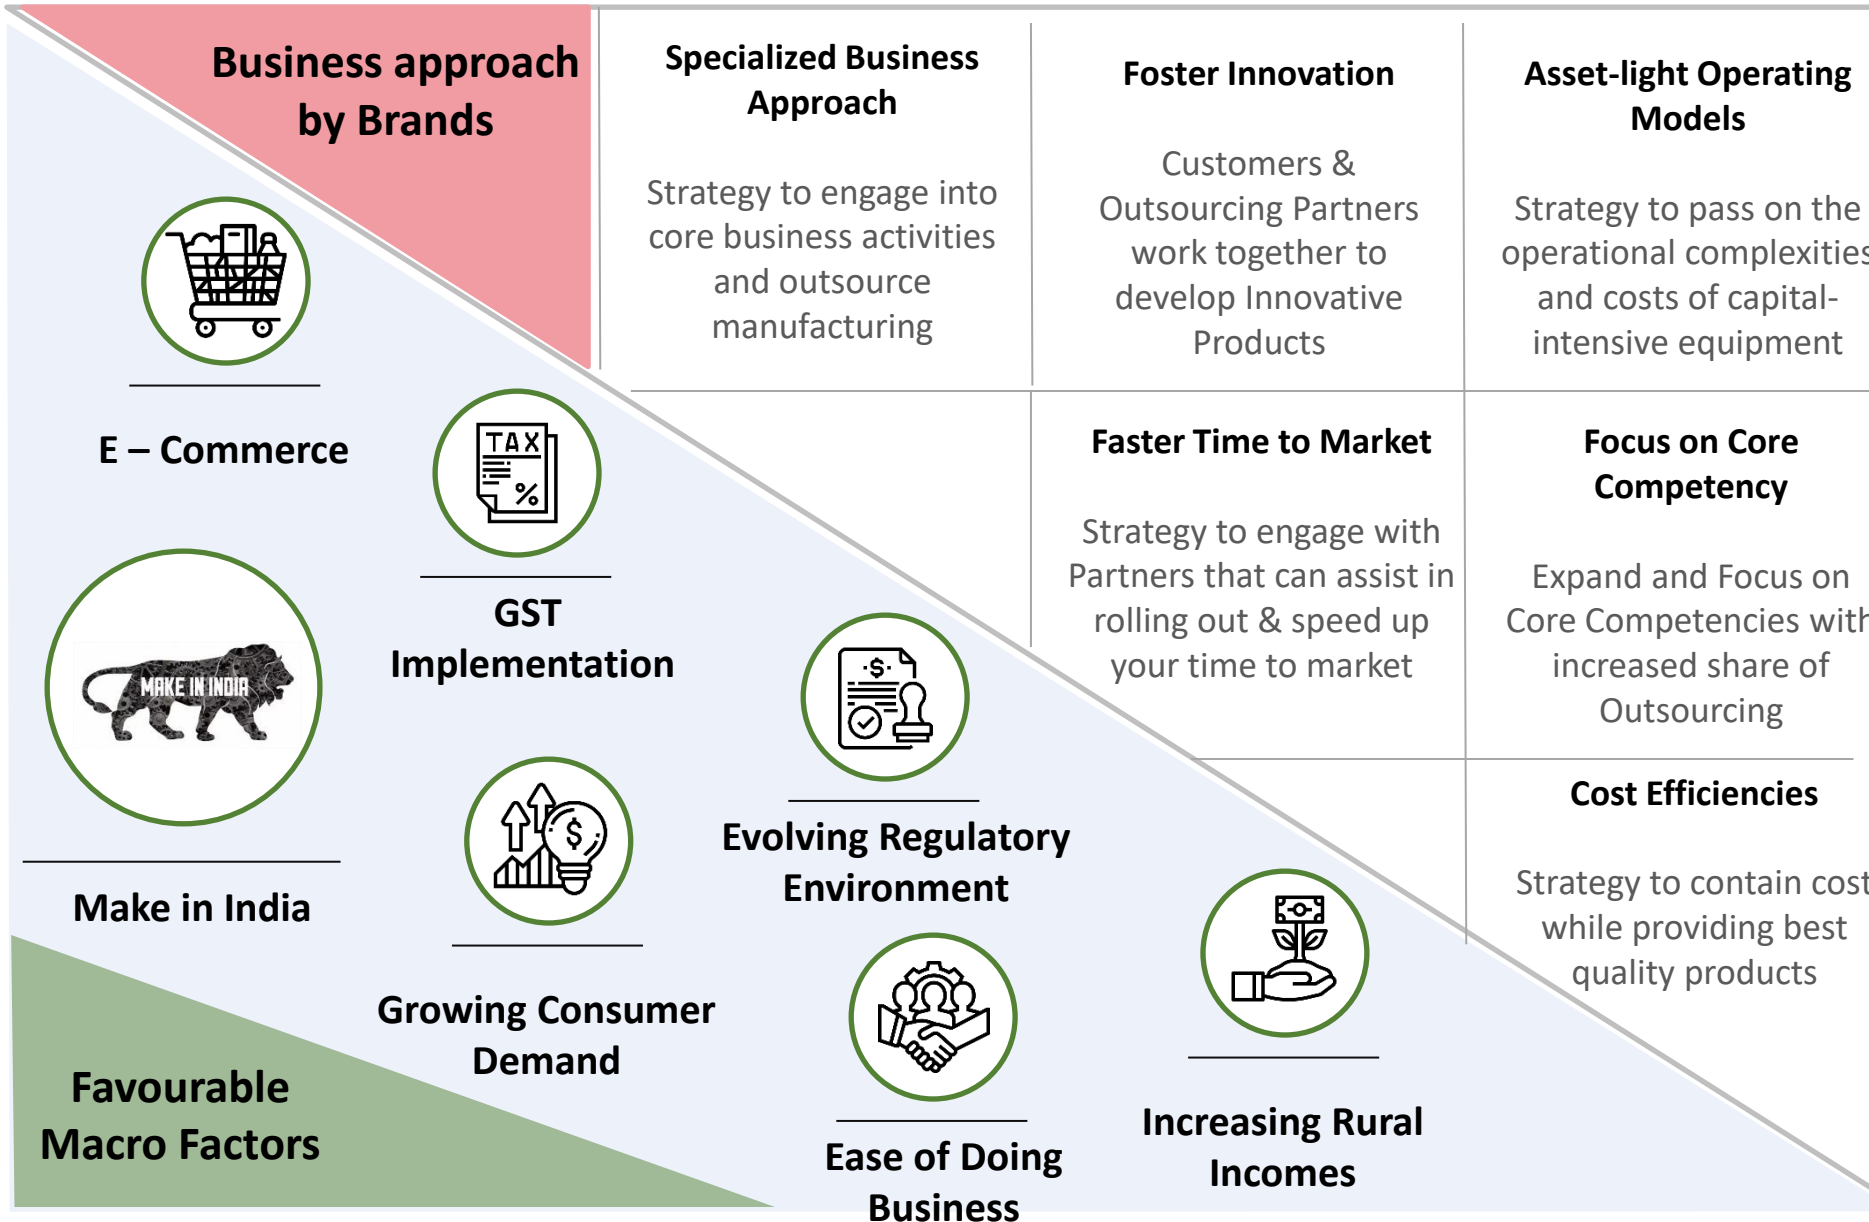 Business approach
by Brands
Specialized Business
Approach
Strategy to engage into
core business activities
and outsource
manufacturing
Foster Innovation
Customers &
Outsourcing Partners
work together to
develop Innovative
Products
Asset-light Operating
Models
Strategy to pass on the
operational complexities
and costs of capital-
intensive equipment
Faster Time to Market
Strategy to engage with
Partners that can assist in
rolling out & speed up
your time to market
Focus on Core
Competency
Expand and Focus on
Core Competencies with
increased share of
Outsourcing
Cost Efficiencies
Strategy to contain cost
while providing best
quality products
E – Commerce
TAX
%
GST
Implementation
MAKE IN INDIA
Make in India
$
Growing Consumer
Demand
·$·
Evolving Regulatory
Environment
Ease of Doing
Business
Increasing Rural
Incomes
Favourable
Macro Factors